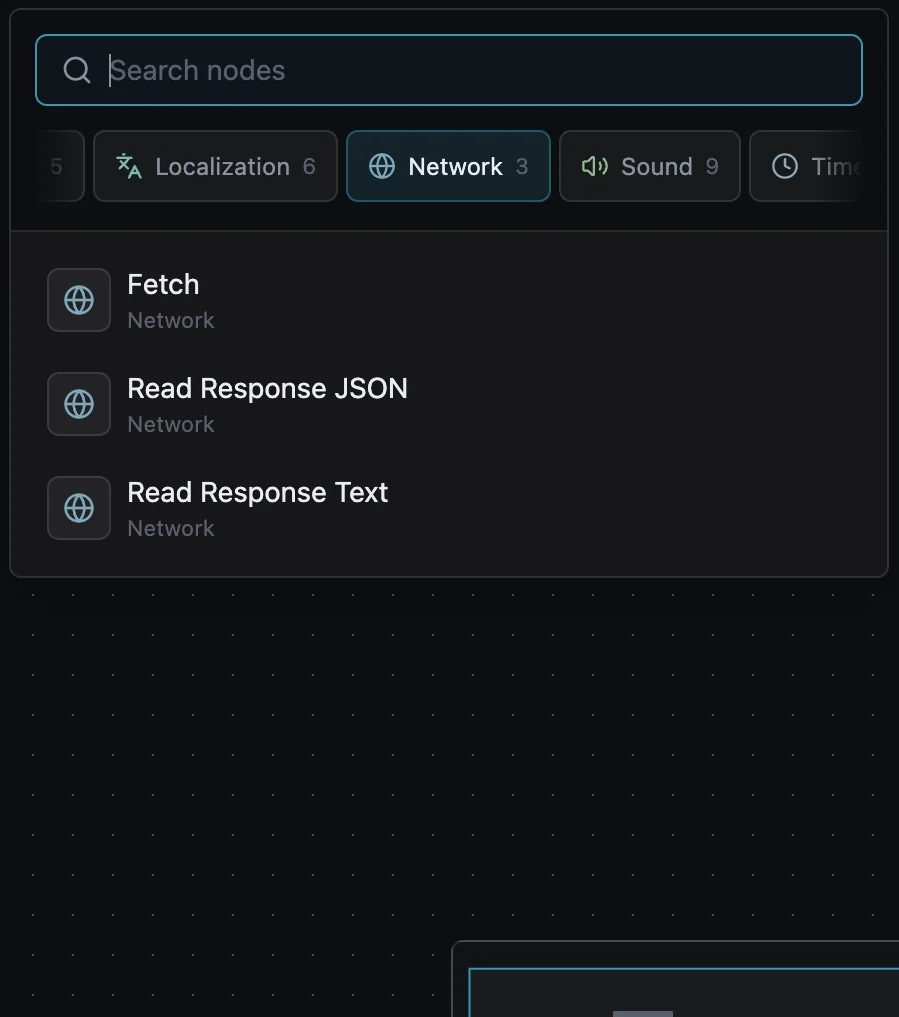 Search nodes
5 Localization 6 Network 3 Sound 9 Time
Fetch
Network
Read Response JSON
Network
Read Response Text
Network